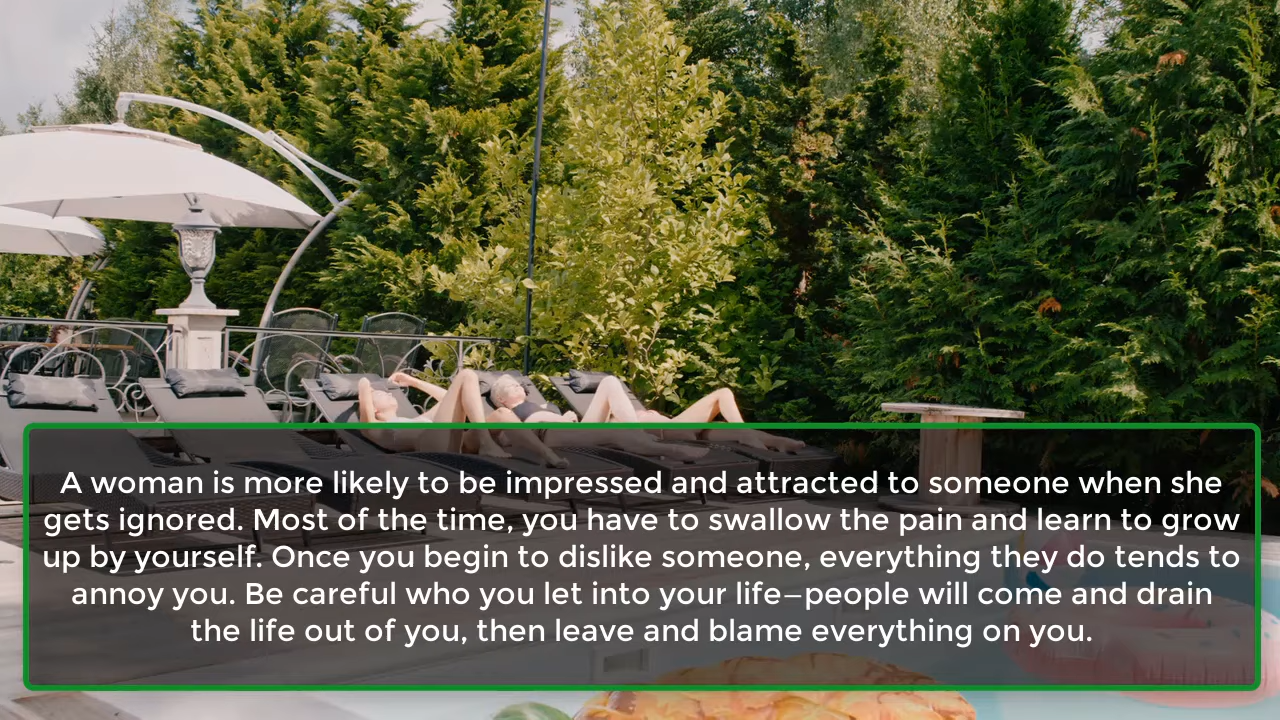 A woman is more likely to be impressed and attracted to someone when she
gets ignored. Most of the time, you have to swallow the pain and learn to grow
up by yourself. Once you begin to dislike someone, everything they do tends to
annoy you. Be careful who you let into your life—people will come and drain
the life out of you, then leave and blame everything on you.